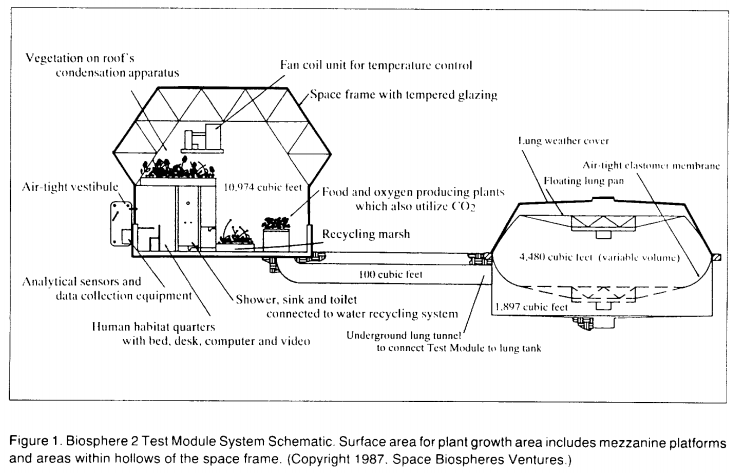 Vegetation on roof's
condensation apparatus
Fan coil unit for temperature control
Space frame with tempered glazing
Lung weather cover
Air-tight elastomer membrane
Floating lung pan
Air-tight vestibule
10,974 cubic feet
Food and oxygen producing plants
which also utilize CO2
Recycling marsh
4,480 cubic feet (variable volume)
100 cubic feet
1,897 cubic feet
Analytical sensors and
data collection equipment
Shower, sink and toilet
connected to water recycling system
Human habitat quarters
with bed, desk, computer and video
Underground lung tunnel
to connect Test Module to lung tank
Figure 1. Biosphere 2 Test Module System Schematic. Surface area for plant growth area includes mezzanine platforms
and areas within hollows of the space frame. (Copyright 1987. Space Biospheres Ventures.)